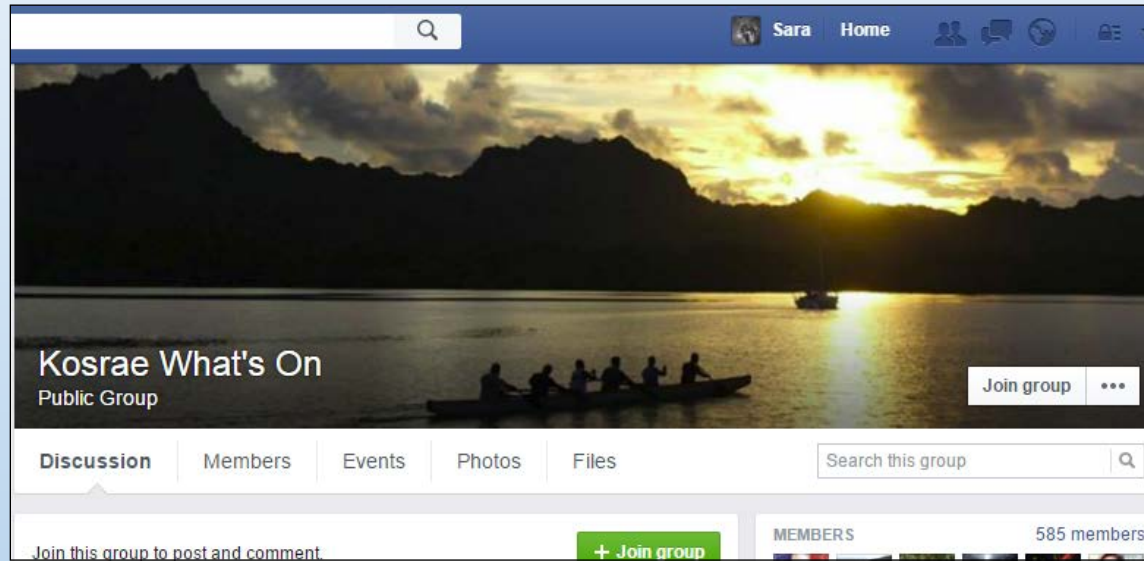 Sara Home
Kosrae What's On
Public Group
Join group
Discussion Members Events Photos Files
Search this group
Join this group to post and comment.
+ Join group
MEMBERS 585 members